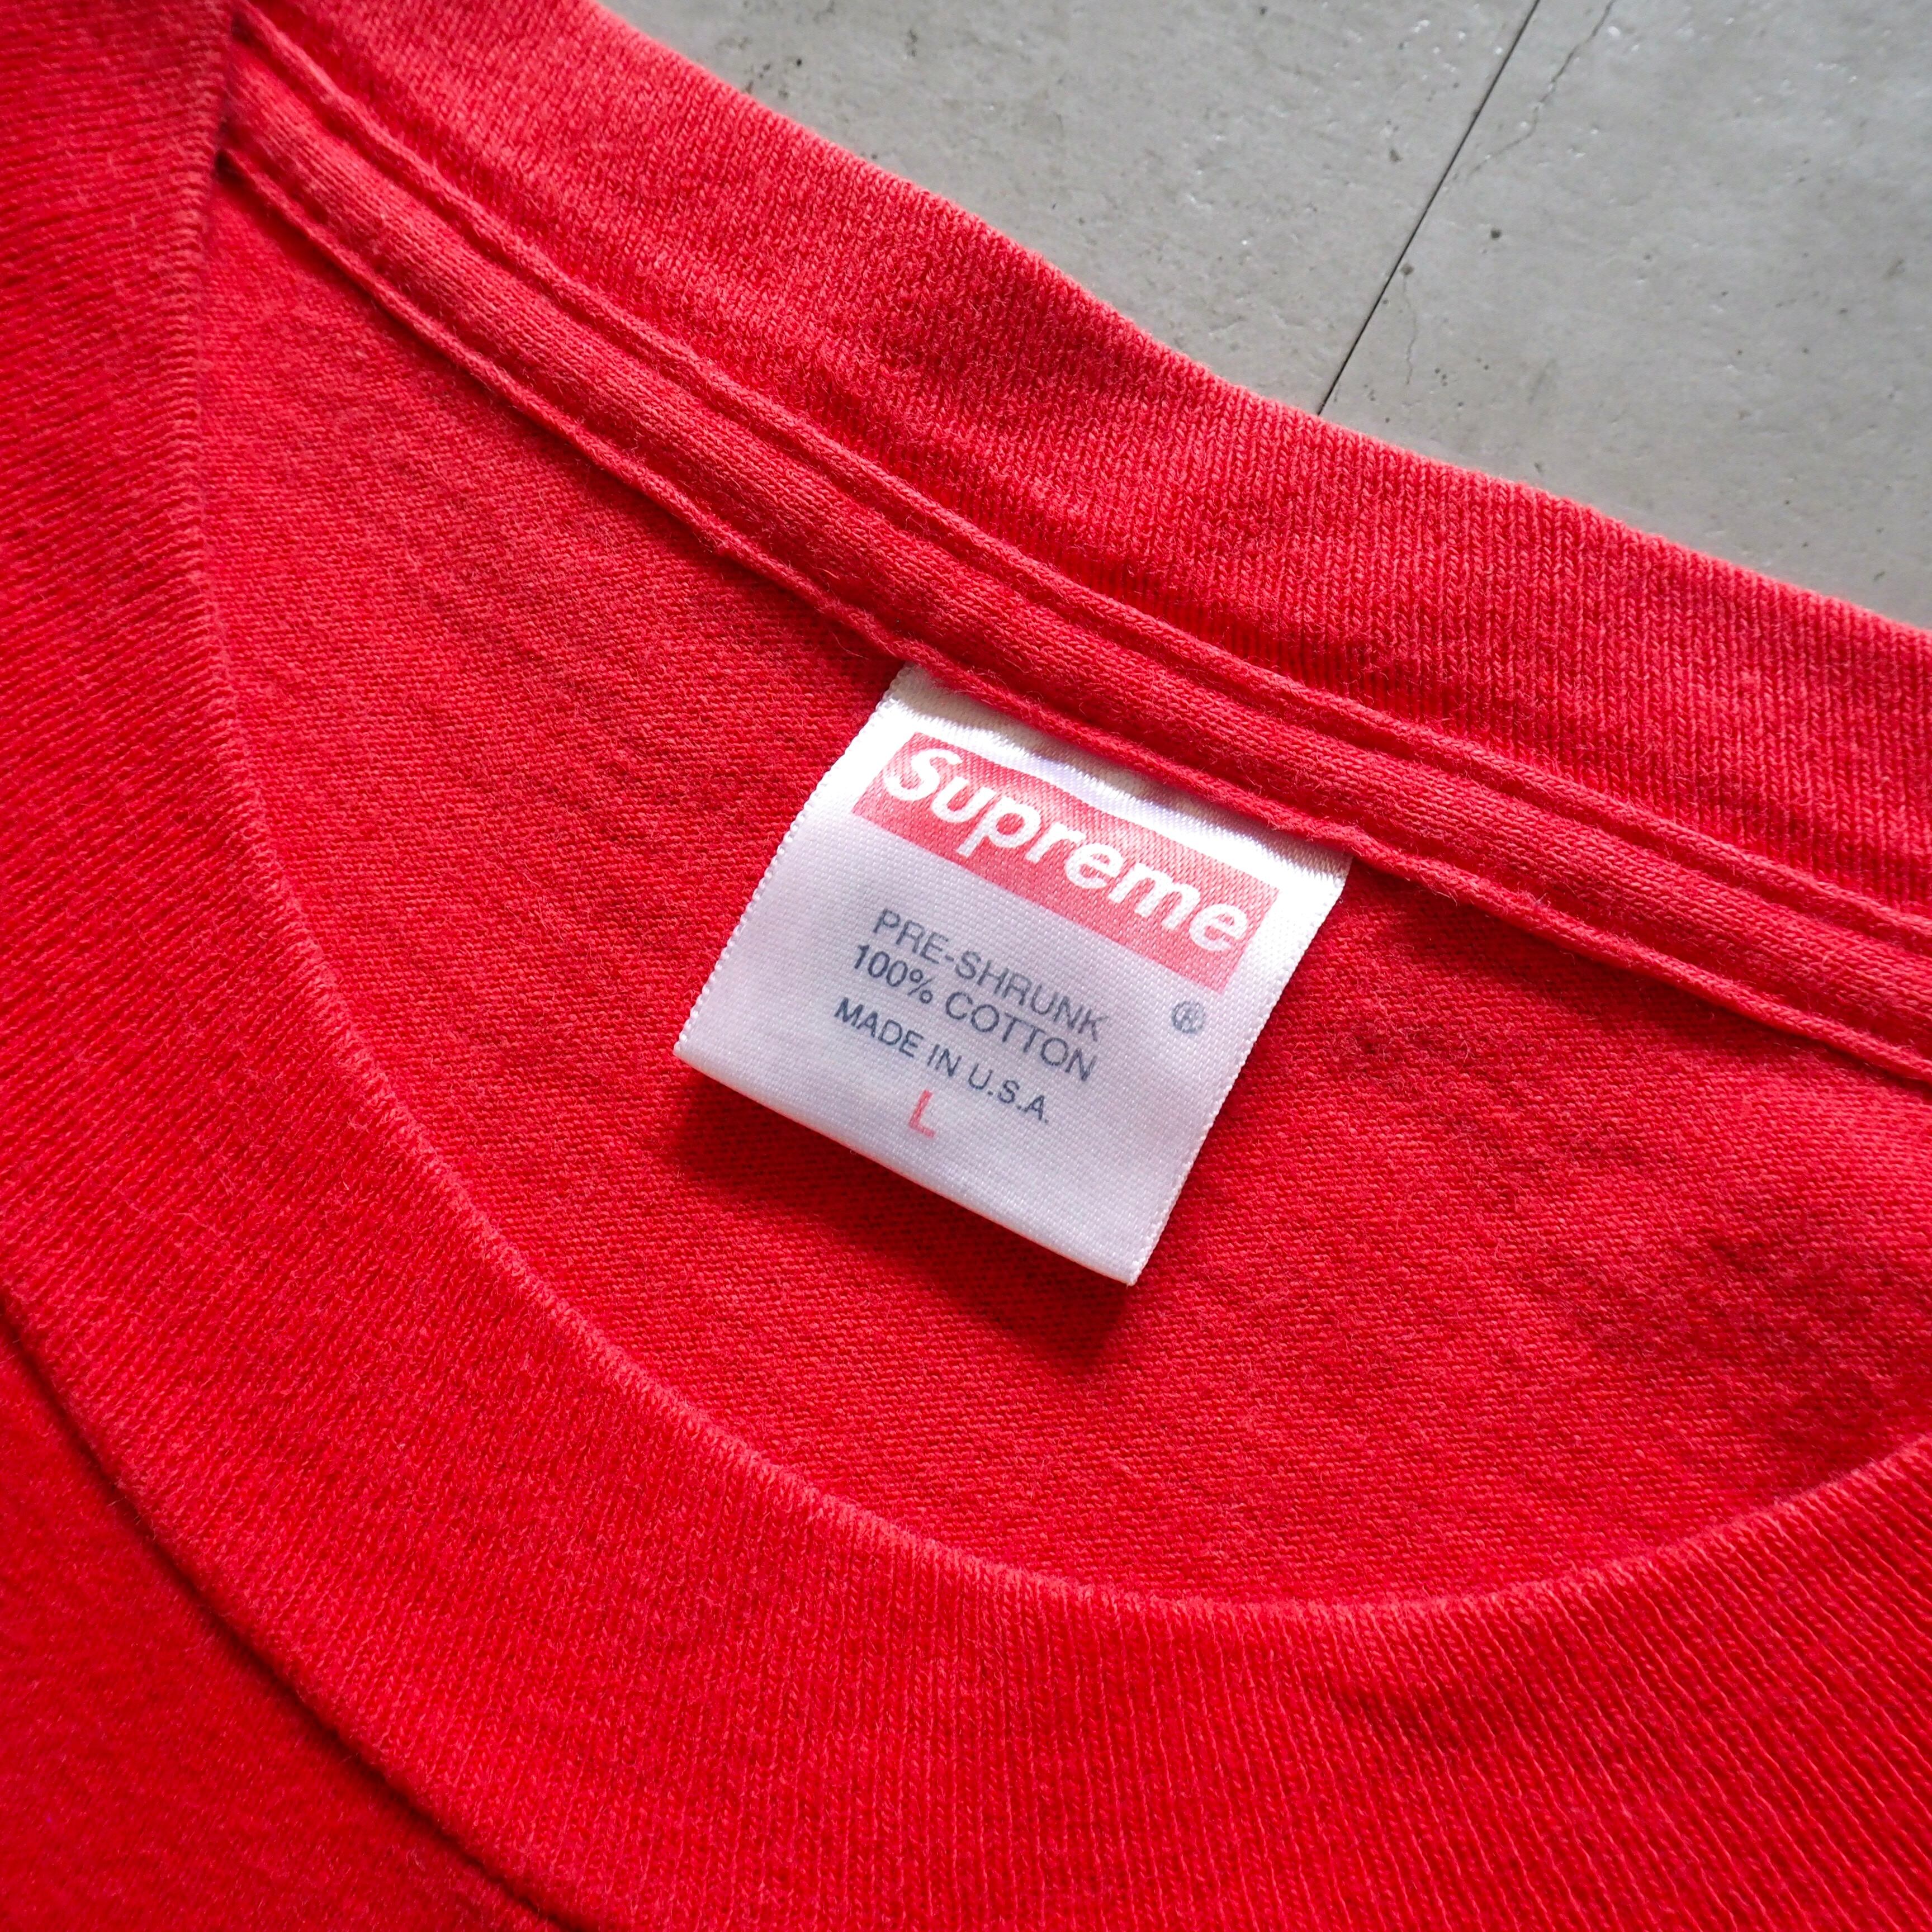 Supreme
®
PRE-SHRUNK
100% COTTON
MADE IN U.S.A.
L